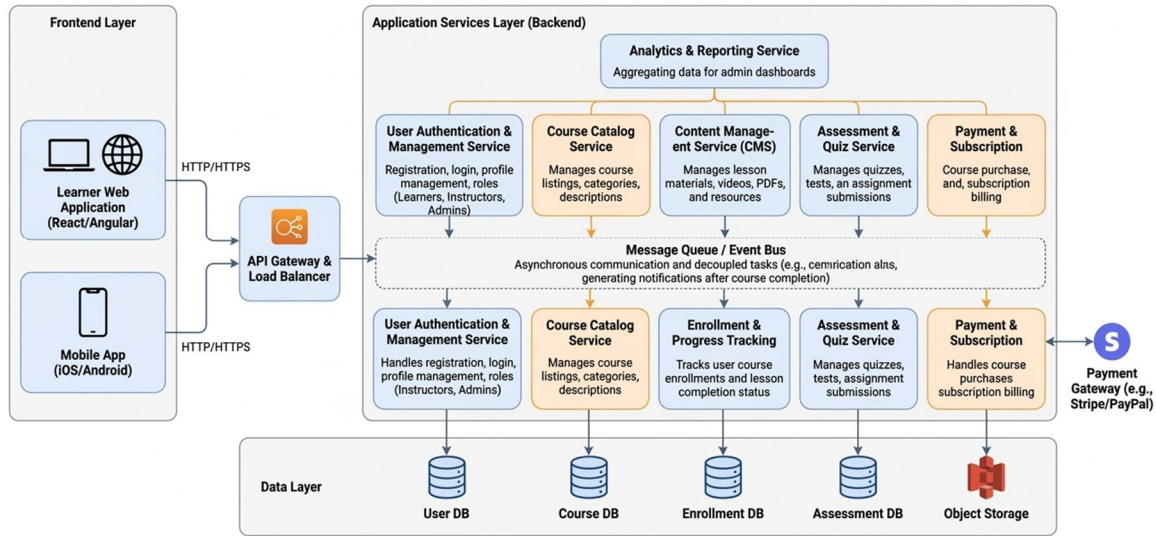 Frontend Layer
Learner Web
Application
(React/Angular)
Mobile App
(iOS/Android)
HTTP/HTTPS
HTTP/HTTPS
API Gateway &
Load Balancer
Application Services Layer (Backend)
Analytics & Reporting Service
Aggregating data for admin dashboards
User Authentication &
Management Service
Registration, login, profile
management, roles
(Learners, Instructors,
Admins)
Course Catalog
Service
Manages course
listings, categories,
descriptions
Content Manage-
ent Service (CMS)
Manages lesson
materials, videos, PDFs,
and resources
Assessment &
Quiz Service
Manages quizzes,
tests, an assignment
submissions
Payment &
Subscription
Course purchase,
and, subscription
billing
Message Queue / Event Bus
Asynchronous communication and decoupled tasks (e.g.,
generating notifications after course completion)
User Authentication &
Management Service
Handles registration, login,
profile management, roles
(Instructors, Admins)
Course Catalog
Service
Manages course
listings, categories,
descriptions
Enrollment &
Progress Tracking
Tracks user course
enrollments and lesson
completion status
Assessment &
Quiz Service
Manages quizzes,
tests, assignment
submissions
Payment &
Subscription
Handles course
purchases
subscription billing
S
Payment
Gateway (e.g.,
Stripe/PayPal)
Data Layer
User DB
Course DB
Enrollment DB
Assessment DB
Object Storage